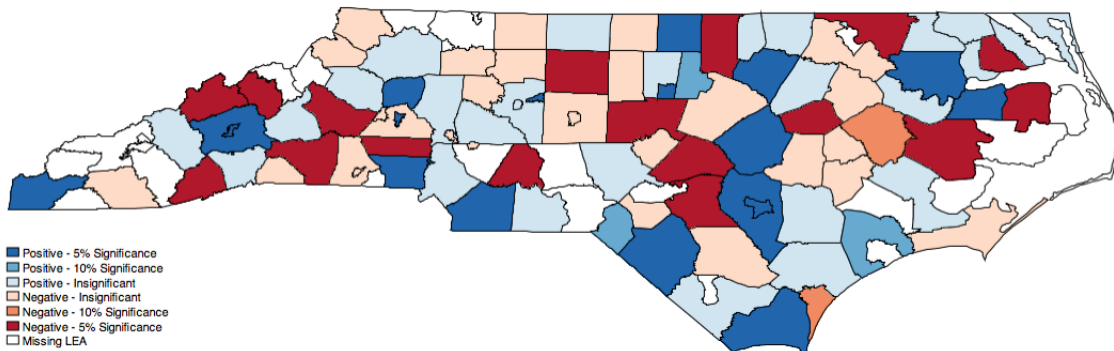 Positive - 5% Significance
Positive - 10% Significance
Positive - Insignificant
Negative - Insignificant
Negative - 10% Significance
Negative - 5% Significance
Missing LEA